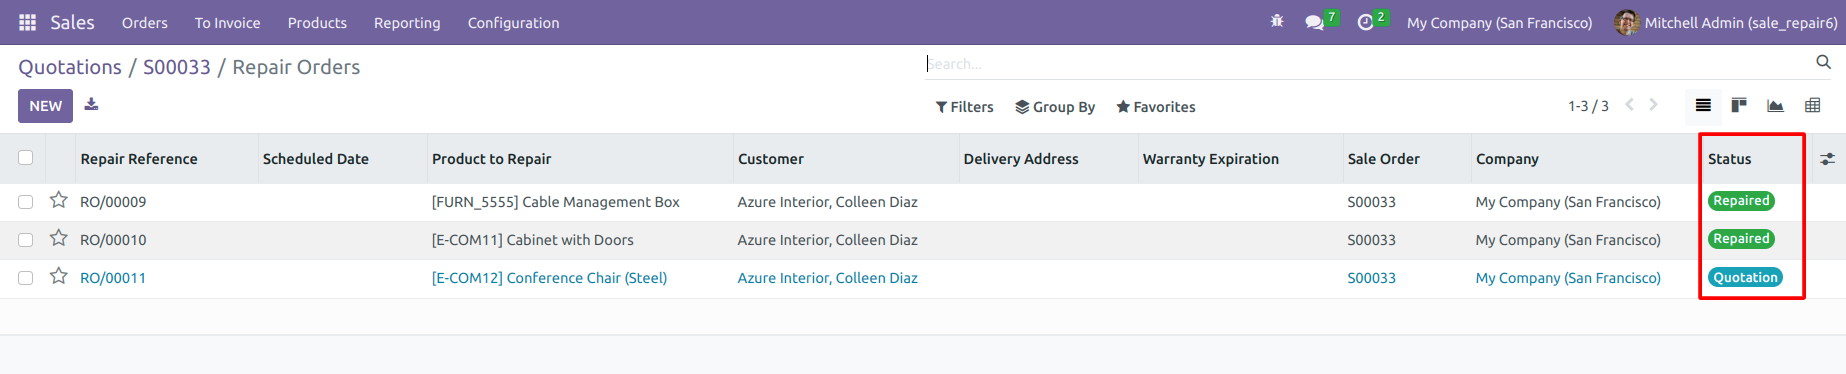 Sales Orders To Invoice Products Reporting Configuration 7 2 My Company (San Francisco) Mitchell Admin (sale_repair6)
Quotations / S00033 / Repair Orders Search...
NEW Filters Group By Favorites 1-3 / 3
Repair Reference Scheduled Date Product to Repair Customer Delivery Address Warranty Expiration Sale Order Company Status
RO/00009 [FURN_5555] Cable Management Box Azure Interior, Colleen Diaz S00033 My Company (San Francisco) Repaired
RO/00010 [E-COM11] Cabinet with Doors Azure Interior, Colleen Diaz S00033 My Company (San Francisco) Repaired
RO/00011 [E-COM12] Conference Chair (Steel) Azure Interior, Colleen Diaz S00033 My Company (San Francisco) Quotation